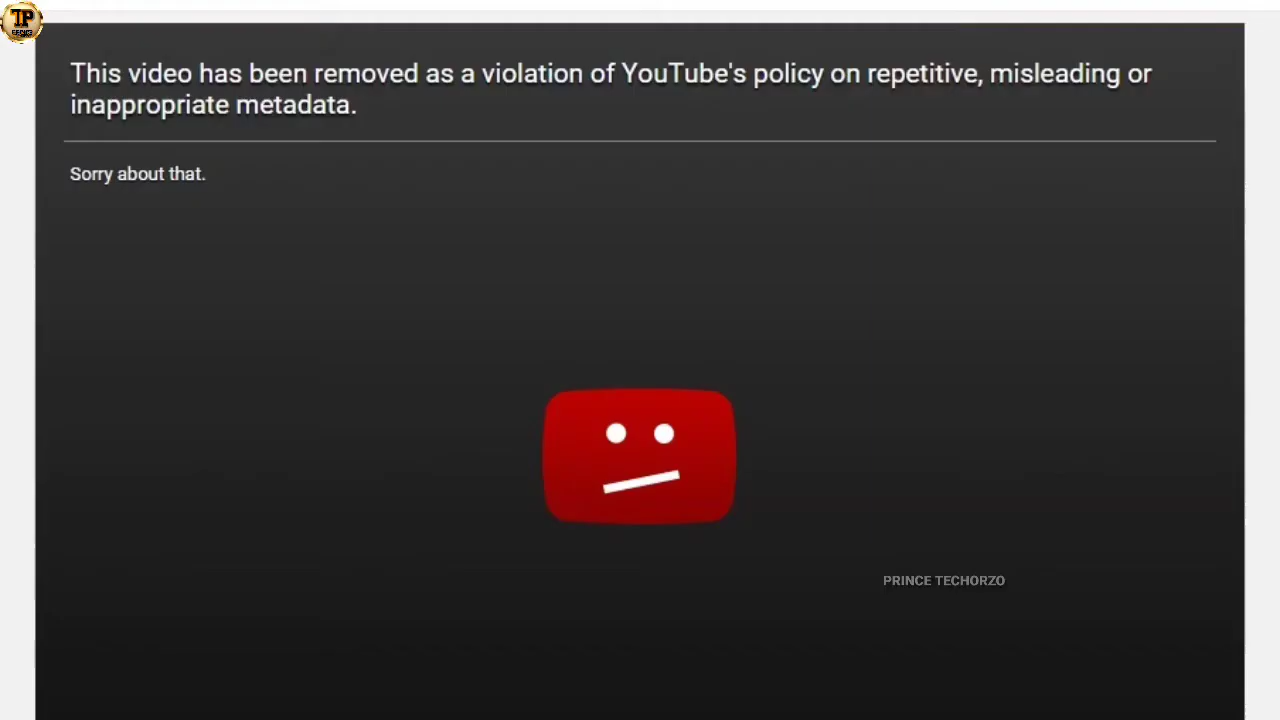 TP
This video has been removed as a violation of YouTube's policy on repetitive, misleading or
inappropriate metadata.
Sorry about that.
PRINCE TECHORZO